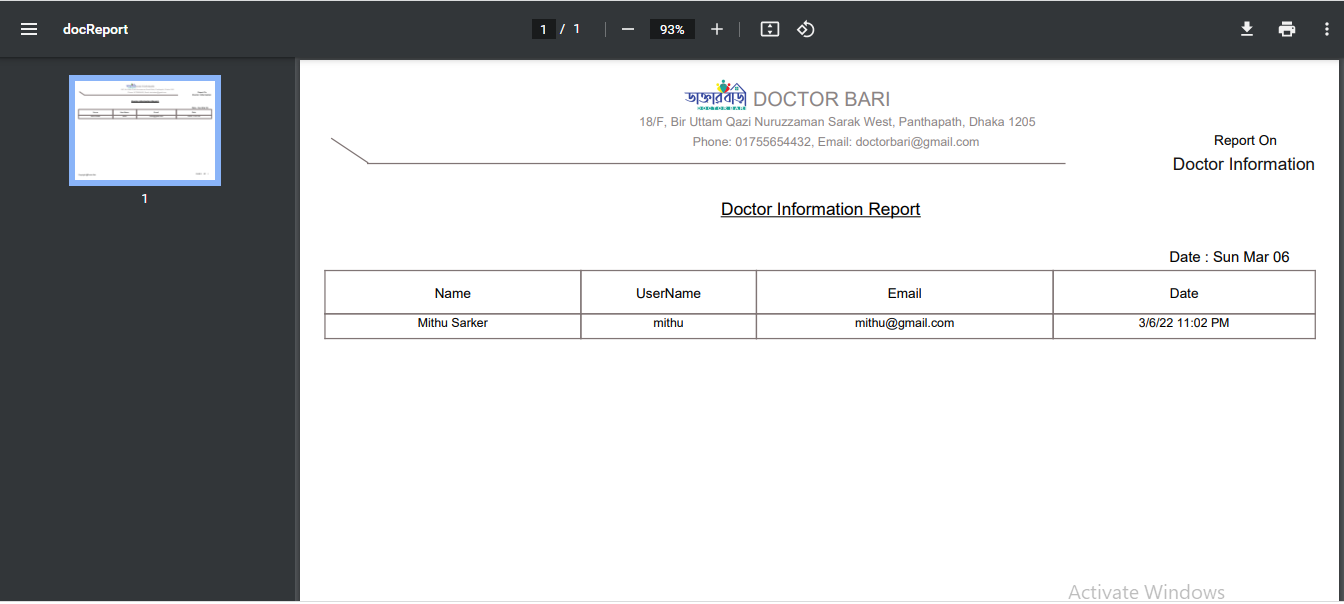 docReport
1 / 1
93%
1
ডাক্তারবাড়ী DOCTOR BARI
DOCTOR BARI
18/F, Bir Uttam Qazi Nuruzzaman Sarak West, Panthapath, Dhaka 1205
Phone: 01755654432, Email: doctorbari@gmail.com
Report On
Doctor Information
Doctor Information Report
Date : Sun Mar 06
Name UserName Email Date
Mithu Sarker mithu mithu@gmail.com 3/6/22 11:02 PM
Activate Windows